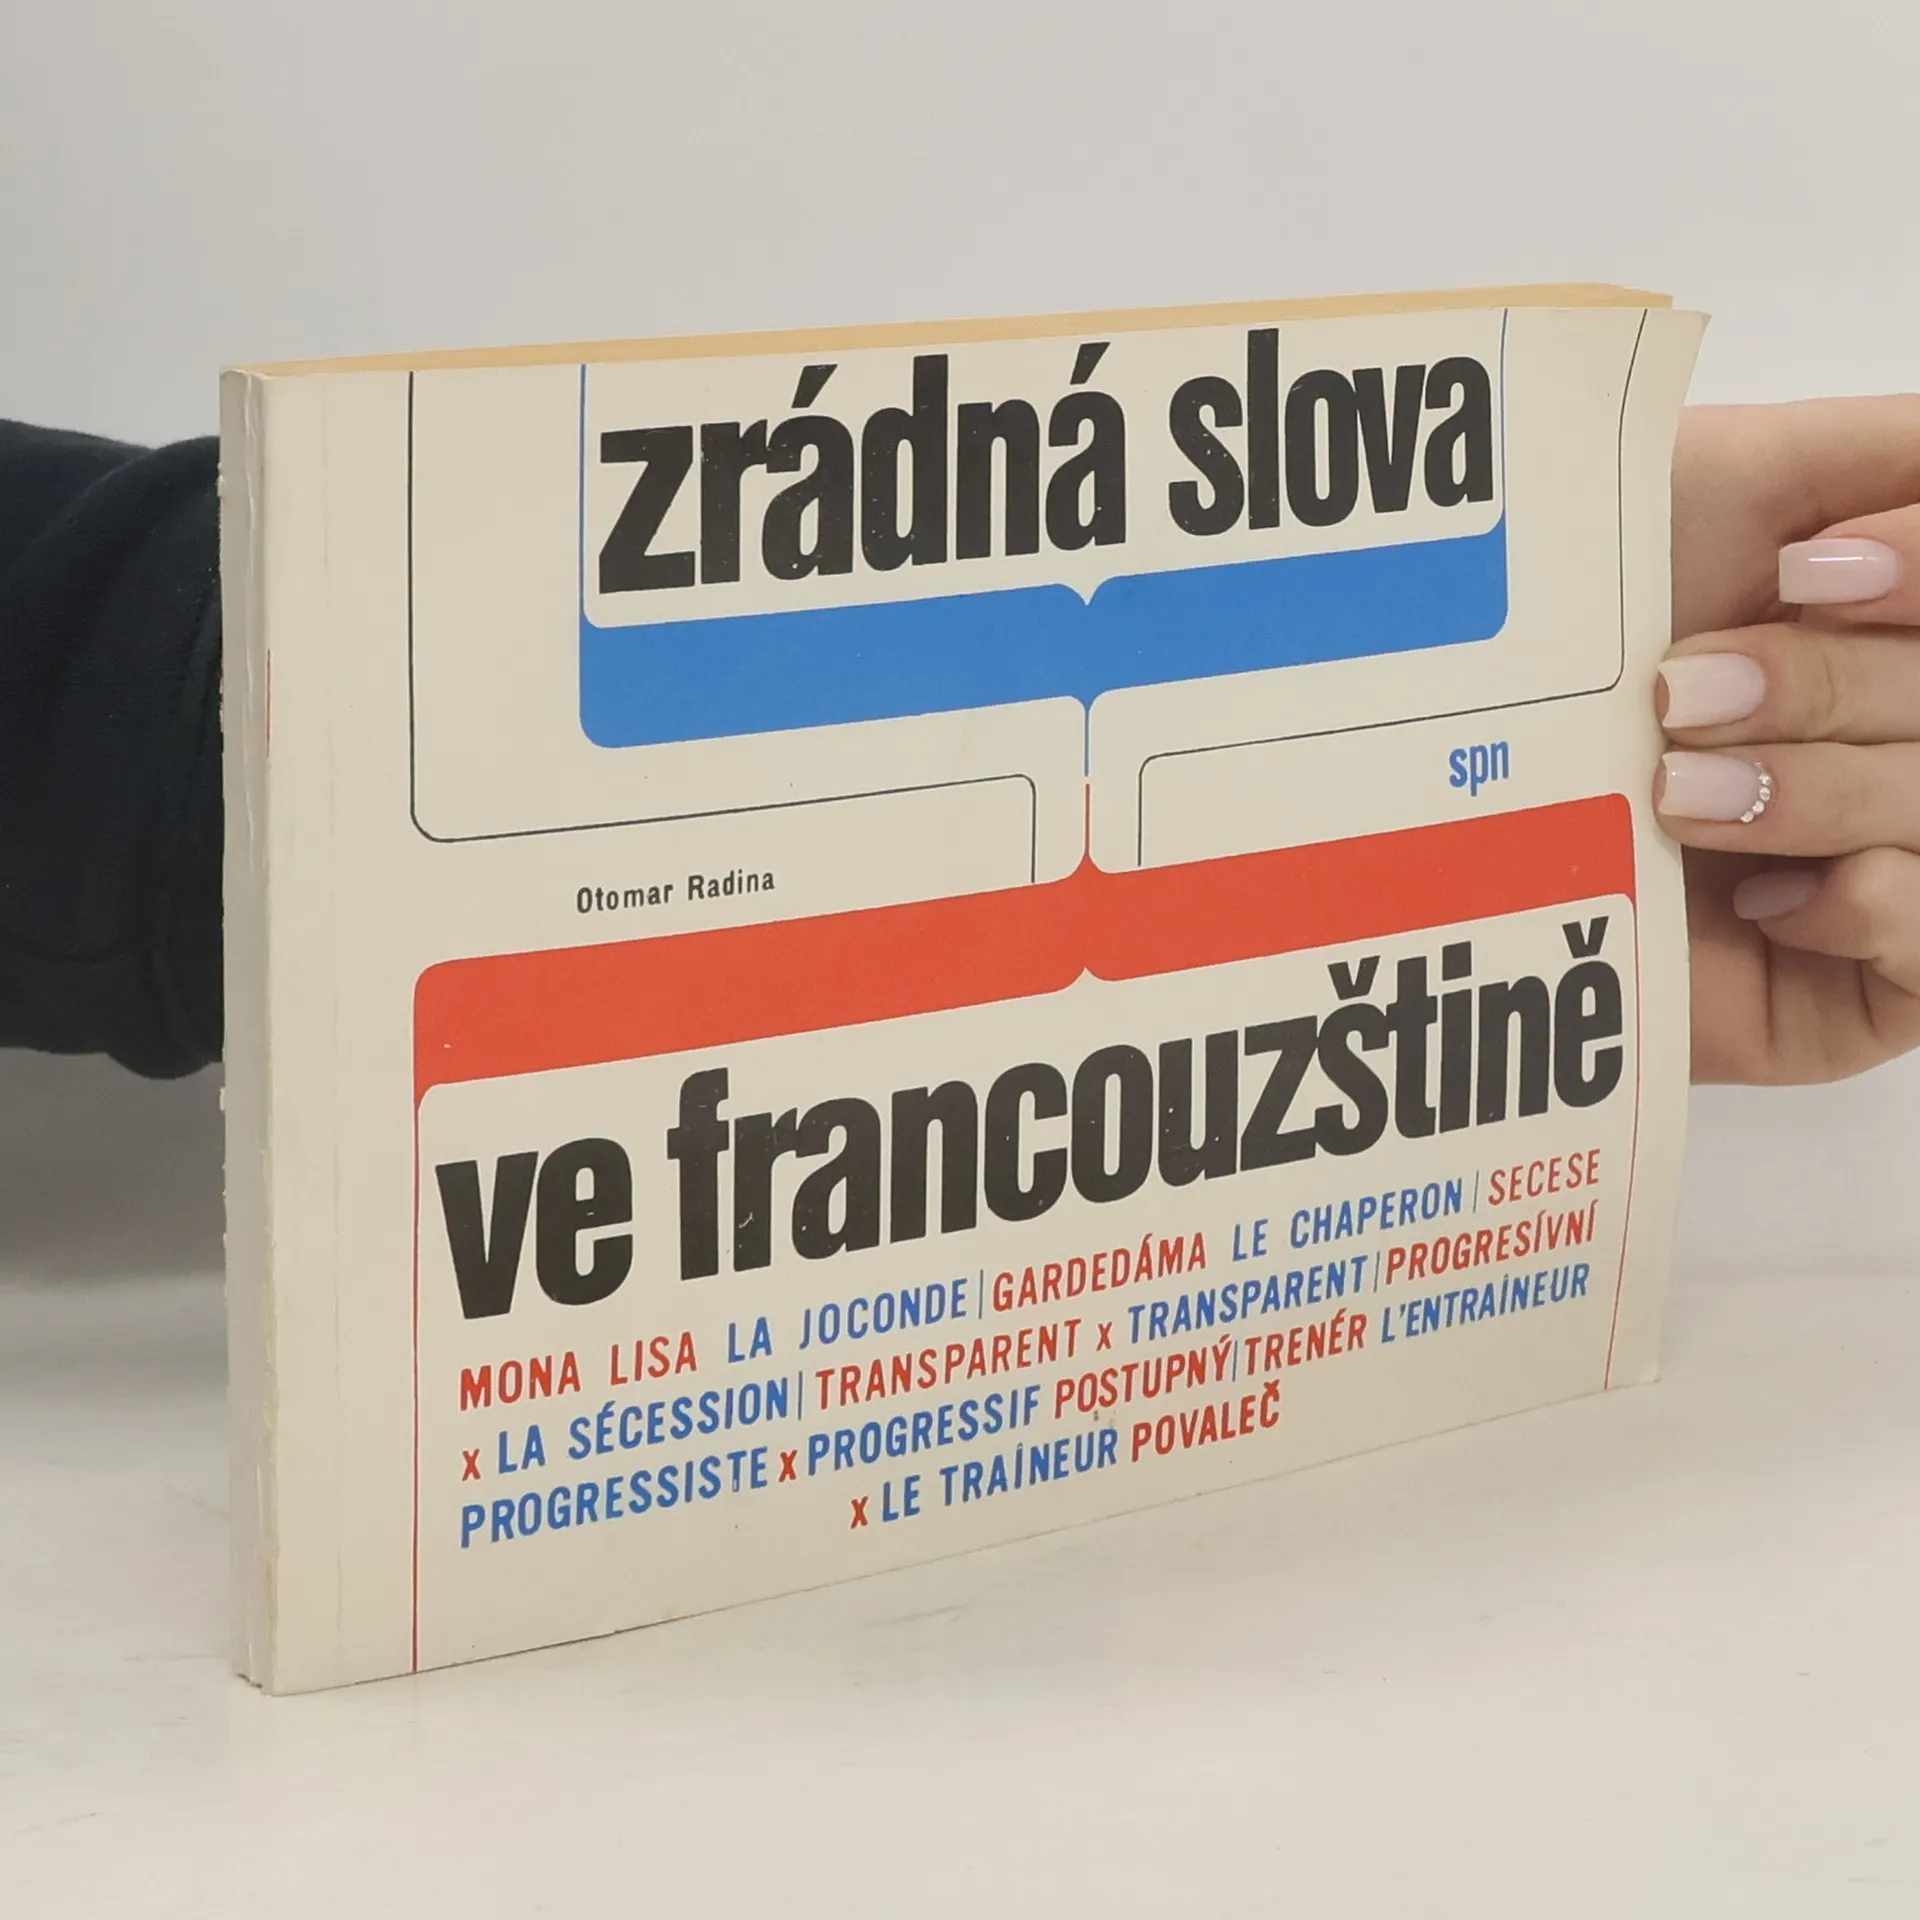 zrádná slova
spn
Otomar Radina
ve francouzštině
MONA LISA LA JOCONDE|GARDEDÁMA LE CHAPERON|SECESE
x LA SÉCESSION|TRANSPARENT x TRANSPARENT|PROGRESÍVNÍ
PROGRESSISTE x PROGRESSIF POSTUPNÝ|TRENÉR L'ENTRAÎNEUR
x LE TRAÎNEUR POVALEČ